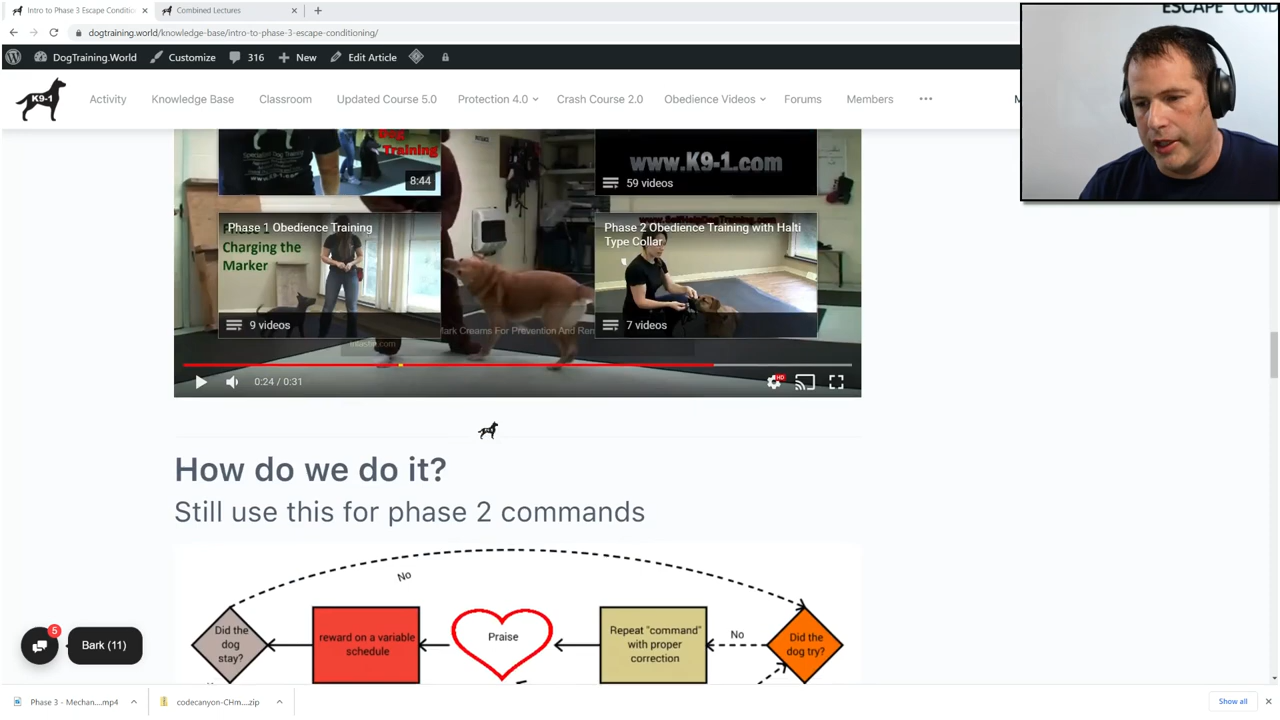 Intro to Phase 3 Escape Conditio
Combined Lectures
ESCAPE COND
dogtraining.world/knowledge-base/intro-to-phase-3-escape-conditioning/
DogTraining.World
Customize
316
New
Edit Article
K9-1
Activity
Knowledge Base
Classroom
Updated Course 5.0
Protection 4.0
Crash Course 2.0
Obedience Videos
Forums
Members
M
Dog
Training
8:44
www.K9-1.com
59 videos
Phase 1 Obedience Training
Charging the
Marker
9 videos
Phase 2 Obedience Training with Halti
Type Collar
7 videos
0:24 / 0:31
HD
How do we do it?
Still use this for phase 2 commands
No
Did the
dog
stay?
reward on a variable
schedule
Praise
Repeat "command"
with proper
correction
No
Did the
dog try?
5
Bark (11)
Phase 3 - Mechan....mp4
codecanyon-CHm....zip
Show all